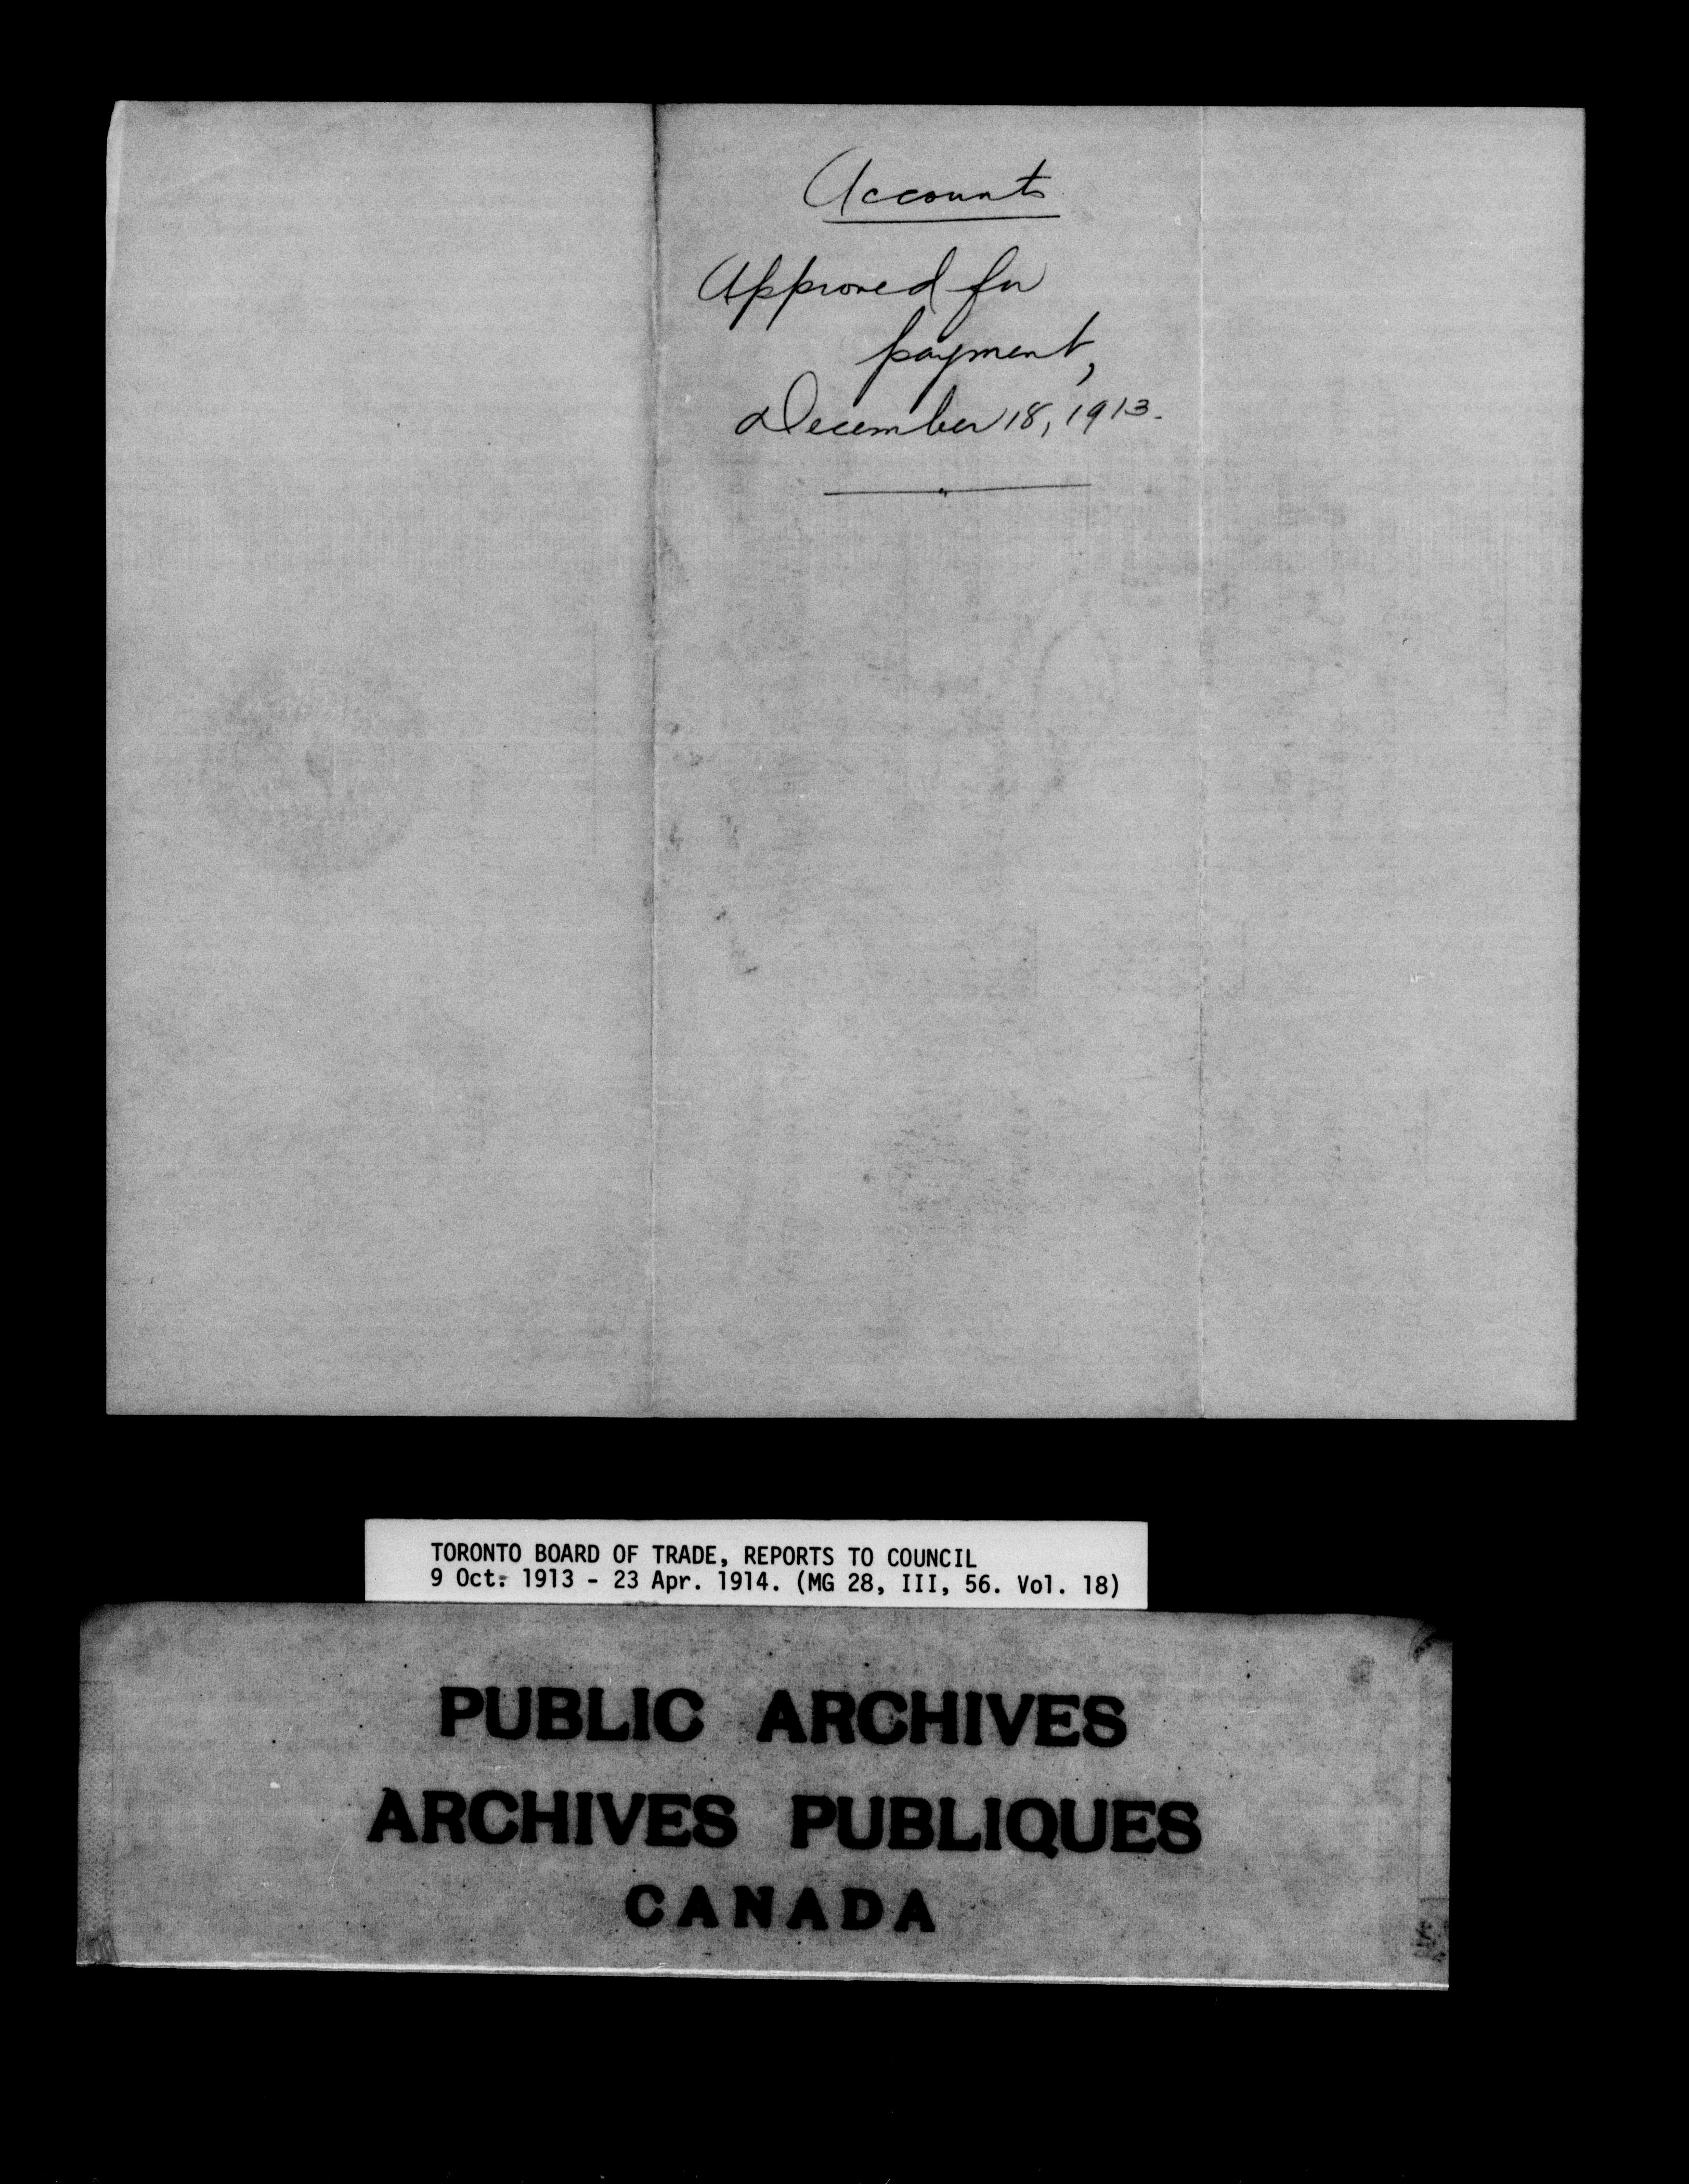 Accounts
Approved for
payment,
December 18, 1913.
TORONTO BOARD OF TRADE, REPORTS TO COUNCIL
9 Oct. 1913 - 23 Apr. 1914. (MG 28, III, 56. Vol. 18)
PUBLIC ARCHIVES
ARCHIVES PUBLIQUES
CANADA